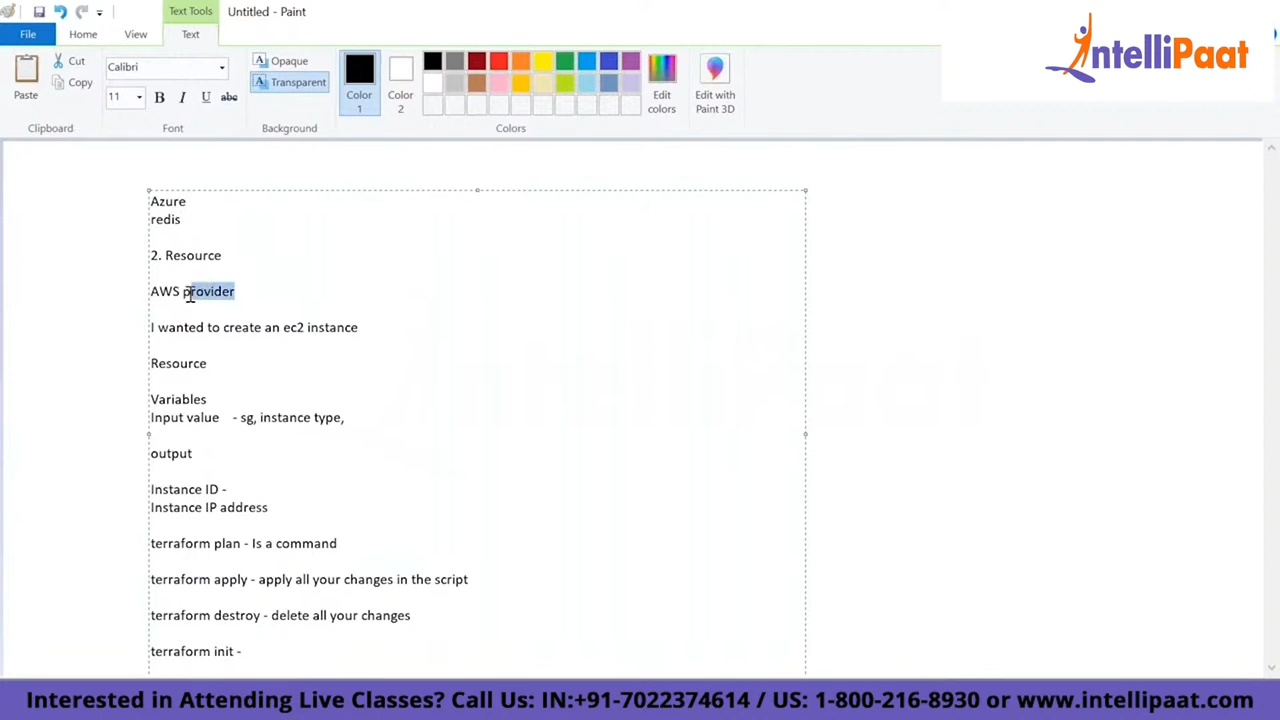 Text Tools
Untitled - Paint
IntelliPaat
File
Home
View
Text
Cut
Copy
Paste
Calibri
11
B
I
U
abc
Opaque
Transparent
Color
1
Color
2
Edit
colors
Edit with
Paint 3D
Clipboard
Font
Background
Colors
Azure
redis
2. Resource
AWS provider
I wanted to create an ec2 instance
Resource
Variables
Input value - sg, instance type,
output
Instance ID -
Instance IP address
terraform plan - Is a command
terraform apply - apply all your changes in the script
terraform destroy - delete all your changes
terraform init -
Interested in Attending Live Classes? Call Us: IN:+91-7022374614 / US: 1-800-216-8930 or www.intellipaat.com